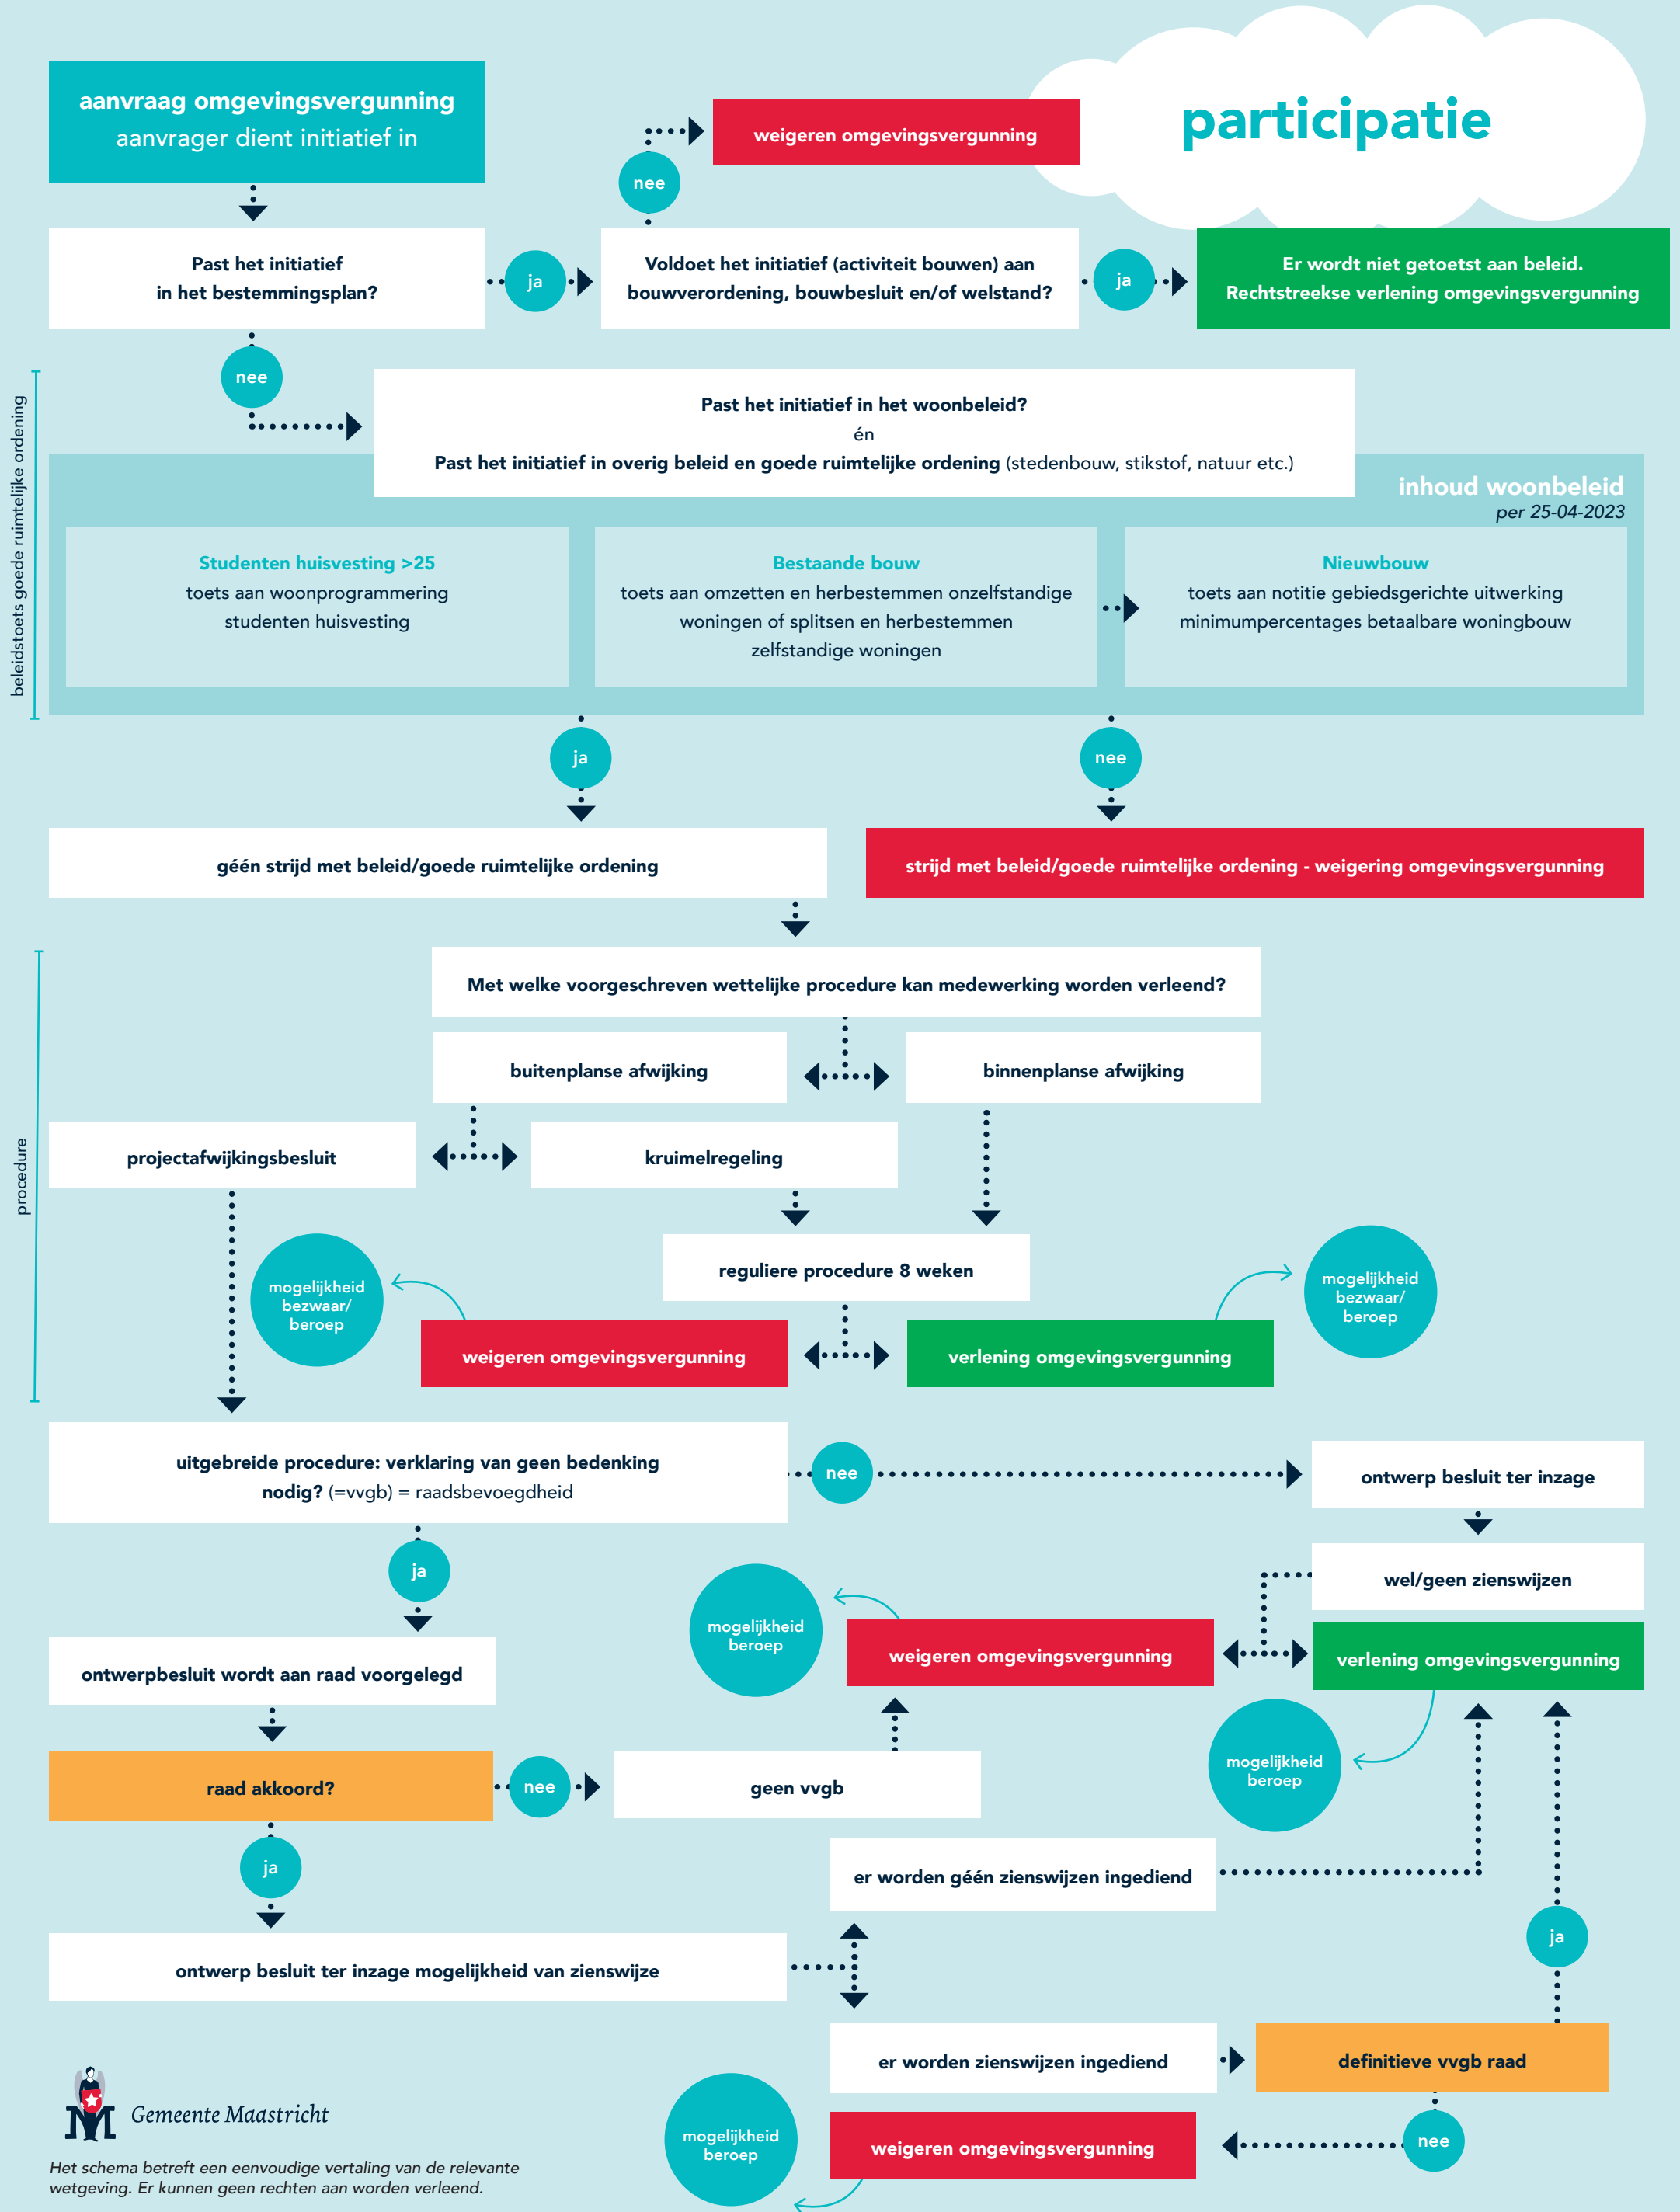 aanvraag omgevingsvergunning
aanvrager dient initiatief in
nee
weigeren omgevingsvergunning
participatie
Past het initiatief
in het bestemmingsplan?
ja
Voldoet het initiatief (activiteit bouwen) aan
bouwverordening, bouwbesluit en/of welstand?
ja
Er wordt niet getoetst aan beleid.
Rechtstreekse verlening omgevingsvergunning
nee
beleidstoets goede ruimtelijke ordening
Past het initiatief in het woonbeleid?
én
Past het initiatief in overig beleid en goede ruimtelijke ordening (stedenbouw, stikstof, natuur etc.)
inhoud woonbeleid
per 25-04-2023
Studenten huisvesting >25
toets aan woonprogrammering
studenten huisvesting
Bestaande bouw
toets aan omzetten en herbestemmen onzelfstandige
woningen of splitsen en herbestemmen
zelfstandige woningen
Nieuwbouw
toets aan notitie gebiedsgerichte uitwerking
minimumpercentages betaalbare woningbouw
ja
nee
géén strijd met beleid/goede ruimtelijke ordening
strijd met beleid/goede ruimtelijke ordening - weigering omgevingsvergunning
procedure
Met welke voorgeschreven wettelijke procedure kan medewerking worden verleend?
buitenplanse afwijking
binnenplanse afwijking
projectafwijkingsbesluit
kruimelregeling
reguliere procedure 8 weken
mogelijkheid
bezwaar/
beroep
weigeren omgevingsvergunning
verlening omgevingsvergunning
mogelijkheid
bezwaar/
beroep
uitgebreide procedure: verklaring van geen bedenking
nodig? (=vvgb) = raadsbevoegdheid
nee
ontwerp besluit ter inzage
ja
wel/geen zienswijzen
mogelijkheid
beroep
weigeren omgevingsvergunning
verlening omgevingsvergunning
ontwerpbesluit wordt aan raad voorgelegd
mogelijkheid
beroep
raad akkoord?
nee
geen vvgb
ja
er worden géén zienswijzen ingediend
ja
ontwerp besluit ter inzage mogelijkheid van zienswijze
er worden zienswijzen ingediend
definitieve vvgb raad
nee
mogelijkheid
beroep
weigeren omgevingsvergunning
Gemeente Maastricht
Het schema betreft een eenvoudige vertaling van de relevante
wetgeving. Er kunnen geen rechten aan worden verleend.